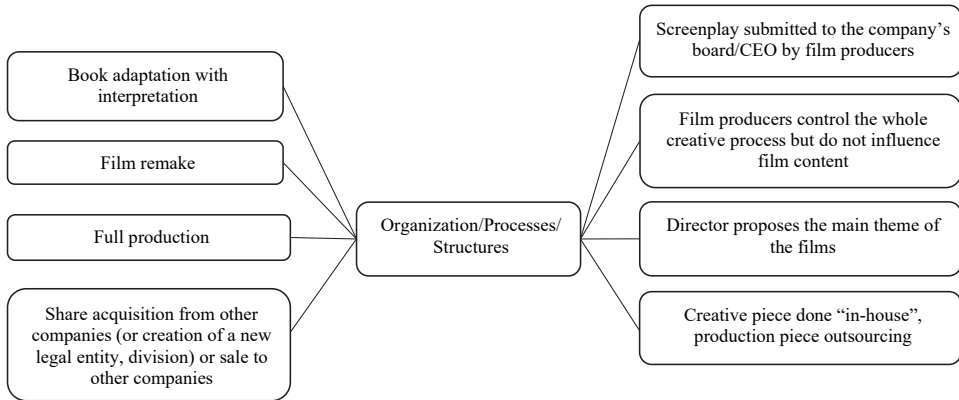 Book adaptation with
interpretation
Film remake
Full production
Share acquisition from other
companies (or creation of a new
legal entity, division) or sale to
other companies
Organization/Processes/
Structures
Screenplay submitted to the company’s
board/CEO by film producers
Film producers control the whole
creative process but do not influence
film content
Director proposes the main theme of
the films
Creative piece done “in-house”,
production piece outsourcing